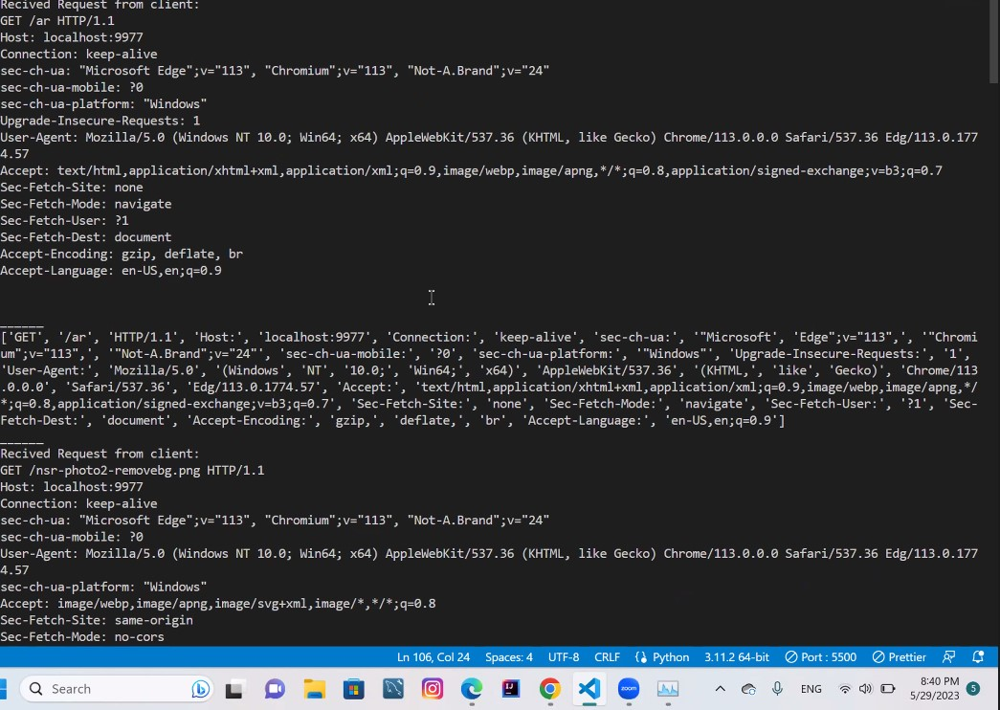 Recived Request from client:
GET /ar HTTP/1.1
Host: localhost:9977
Connection: keep-alive
sec-ch-ua: "Microsoft Edge";v="113", "Chromium";v="113", "Not-A.Brand";v="24"
sec-ch-ua-mobile: ?0
sec-ch-ua-platform: "Windows"
Upgrade-Insecure-Requests: 1
User-Agent: Mozilla/5.0 (Windows NT 10.0; Win64; x64) AppleWebKit/537.36 (KHTML, like Gecko) Chrome/113.0.0.0 Safari/537.36 Edg/113.0.177
4.57
Accept: text/html,application/xhtml+xml,application/xml;q=0.9,image/webp,image/apng,*/*;q=0.8,application/signed-exchange;v=b3;q=0.7
Sec-Fetch-Site: none
Sec-Fetch-Mode: navigate
Sec-Fetch-User: ?1
Sec-Fetch-Dest: document
Accept-Encoding: gzip, deflate, br
Accept-Language: en-US,en;q=0.9
______
['GET', '/ar', 'HTTP/1.1', 'Host:', 'localhost:9977', 'Connection:', 'keep-alive', 'sec-ch-ua:', '"Microsoft', 'Edge";v="113",', '"Chromi
um";v="113",', '"Not-A.Brand";v="24"', 'sec-ch-ua-mobile:', '?0', 'sec-ch-ua-platform:', '"Windows"', 'Upgrade-Insecure-Requests:', '1',
'User-Agent:', 'Mozilla/5.0', '(Windows', 'NT', '10.0;', 'Win64;', 'x64)', 'AppleWebKit/537.36', '(KHTML,', 'like', 'Gecko)', 'Chrome/113
.0.0.0', 'Safari/537.36', 'Edg/113.0.1774.57', 'Accept:', 'text/html,application/xhtml+xml,application/xml;q=0.9,image/webp,image/apng,*/
*;q=0.8,application/signed-exchange;v=b3;q=0.7', 'Sec-Fetch-Site:', 'none', 'Sec-Fetch-Mode:', 'navigate', 'Sec-Fetch-User:', '?1', 'Sec-
Fetch-Dest:', 'document', 'Accept-Encoding:', 'gzip,', 'deflate,', 'br', 'Accept-Language:', 'en-US,en;q=0.9']
______
Recived Request from client:
GET /nsr-photo2-removebg.png HTTP/1.1
Host: localhost:9977
Connection: keep-alive
sec-ch-ua: "Microsoft Edge";v="113", "Chromium";v="113", "Not-A.Brand";v="24"
sec-ch-ua-mobile: ?0
User-Agent: Mozilla/5.0 (Windows NT 10.0; Win64; x64) AppleWebKit/537.36 (KHTML, like Gecko) Chrome/113.0.0.0 Safari/537.36 Edg/113.0.177
4.57
sec-ch-ua-platform: "Windows"
Accept: image/webp,image/apng,image/svg+xml,image/*,*/*;q=0.8
Sec-Fetch-Site: same-origin
Sec-Fetch-Mode: no-cors
Ln 106, Col 24 Spaces: 4 UTF-8 CRLF Python 3.11.2 64-bit Port : 5500 Prettier
Search zoom ENG 8:40 PM
5/29/2023 5